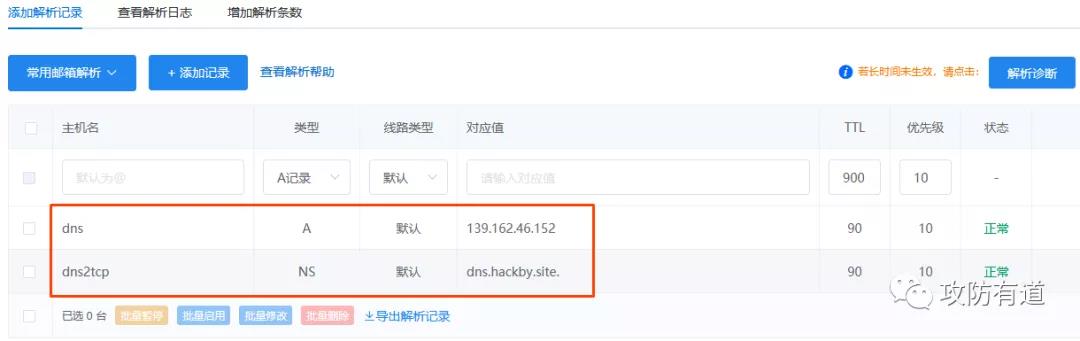 添加解析记录 查看解析日志 增加解析条数
常用邮箱解析 + 添加记录 查看解析帮助 若长时间未生效，请点击： 解析诊断
主机名 类型 线路类型 对应值 TTL 优先级 状态
默认为@ A记录 默认 请输入对应值 900 10 -
dns A 默认 139.162.46.152 90 10 正常
dns2tcp NS 默认 dns.hackby.site. 90 10 正常
已选 0 台 批量暂停 批量启用 批量修改 批量删除 导出解析记录
攻防有道